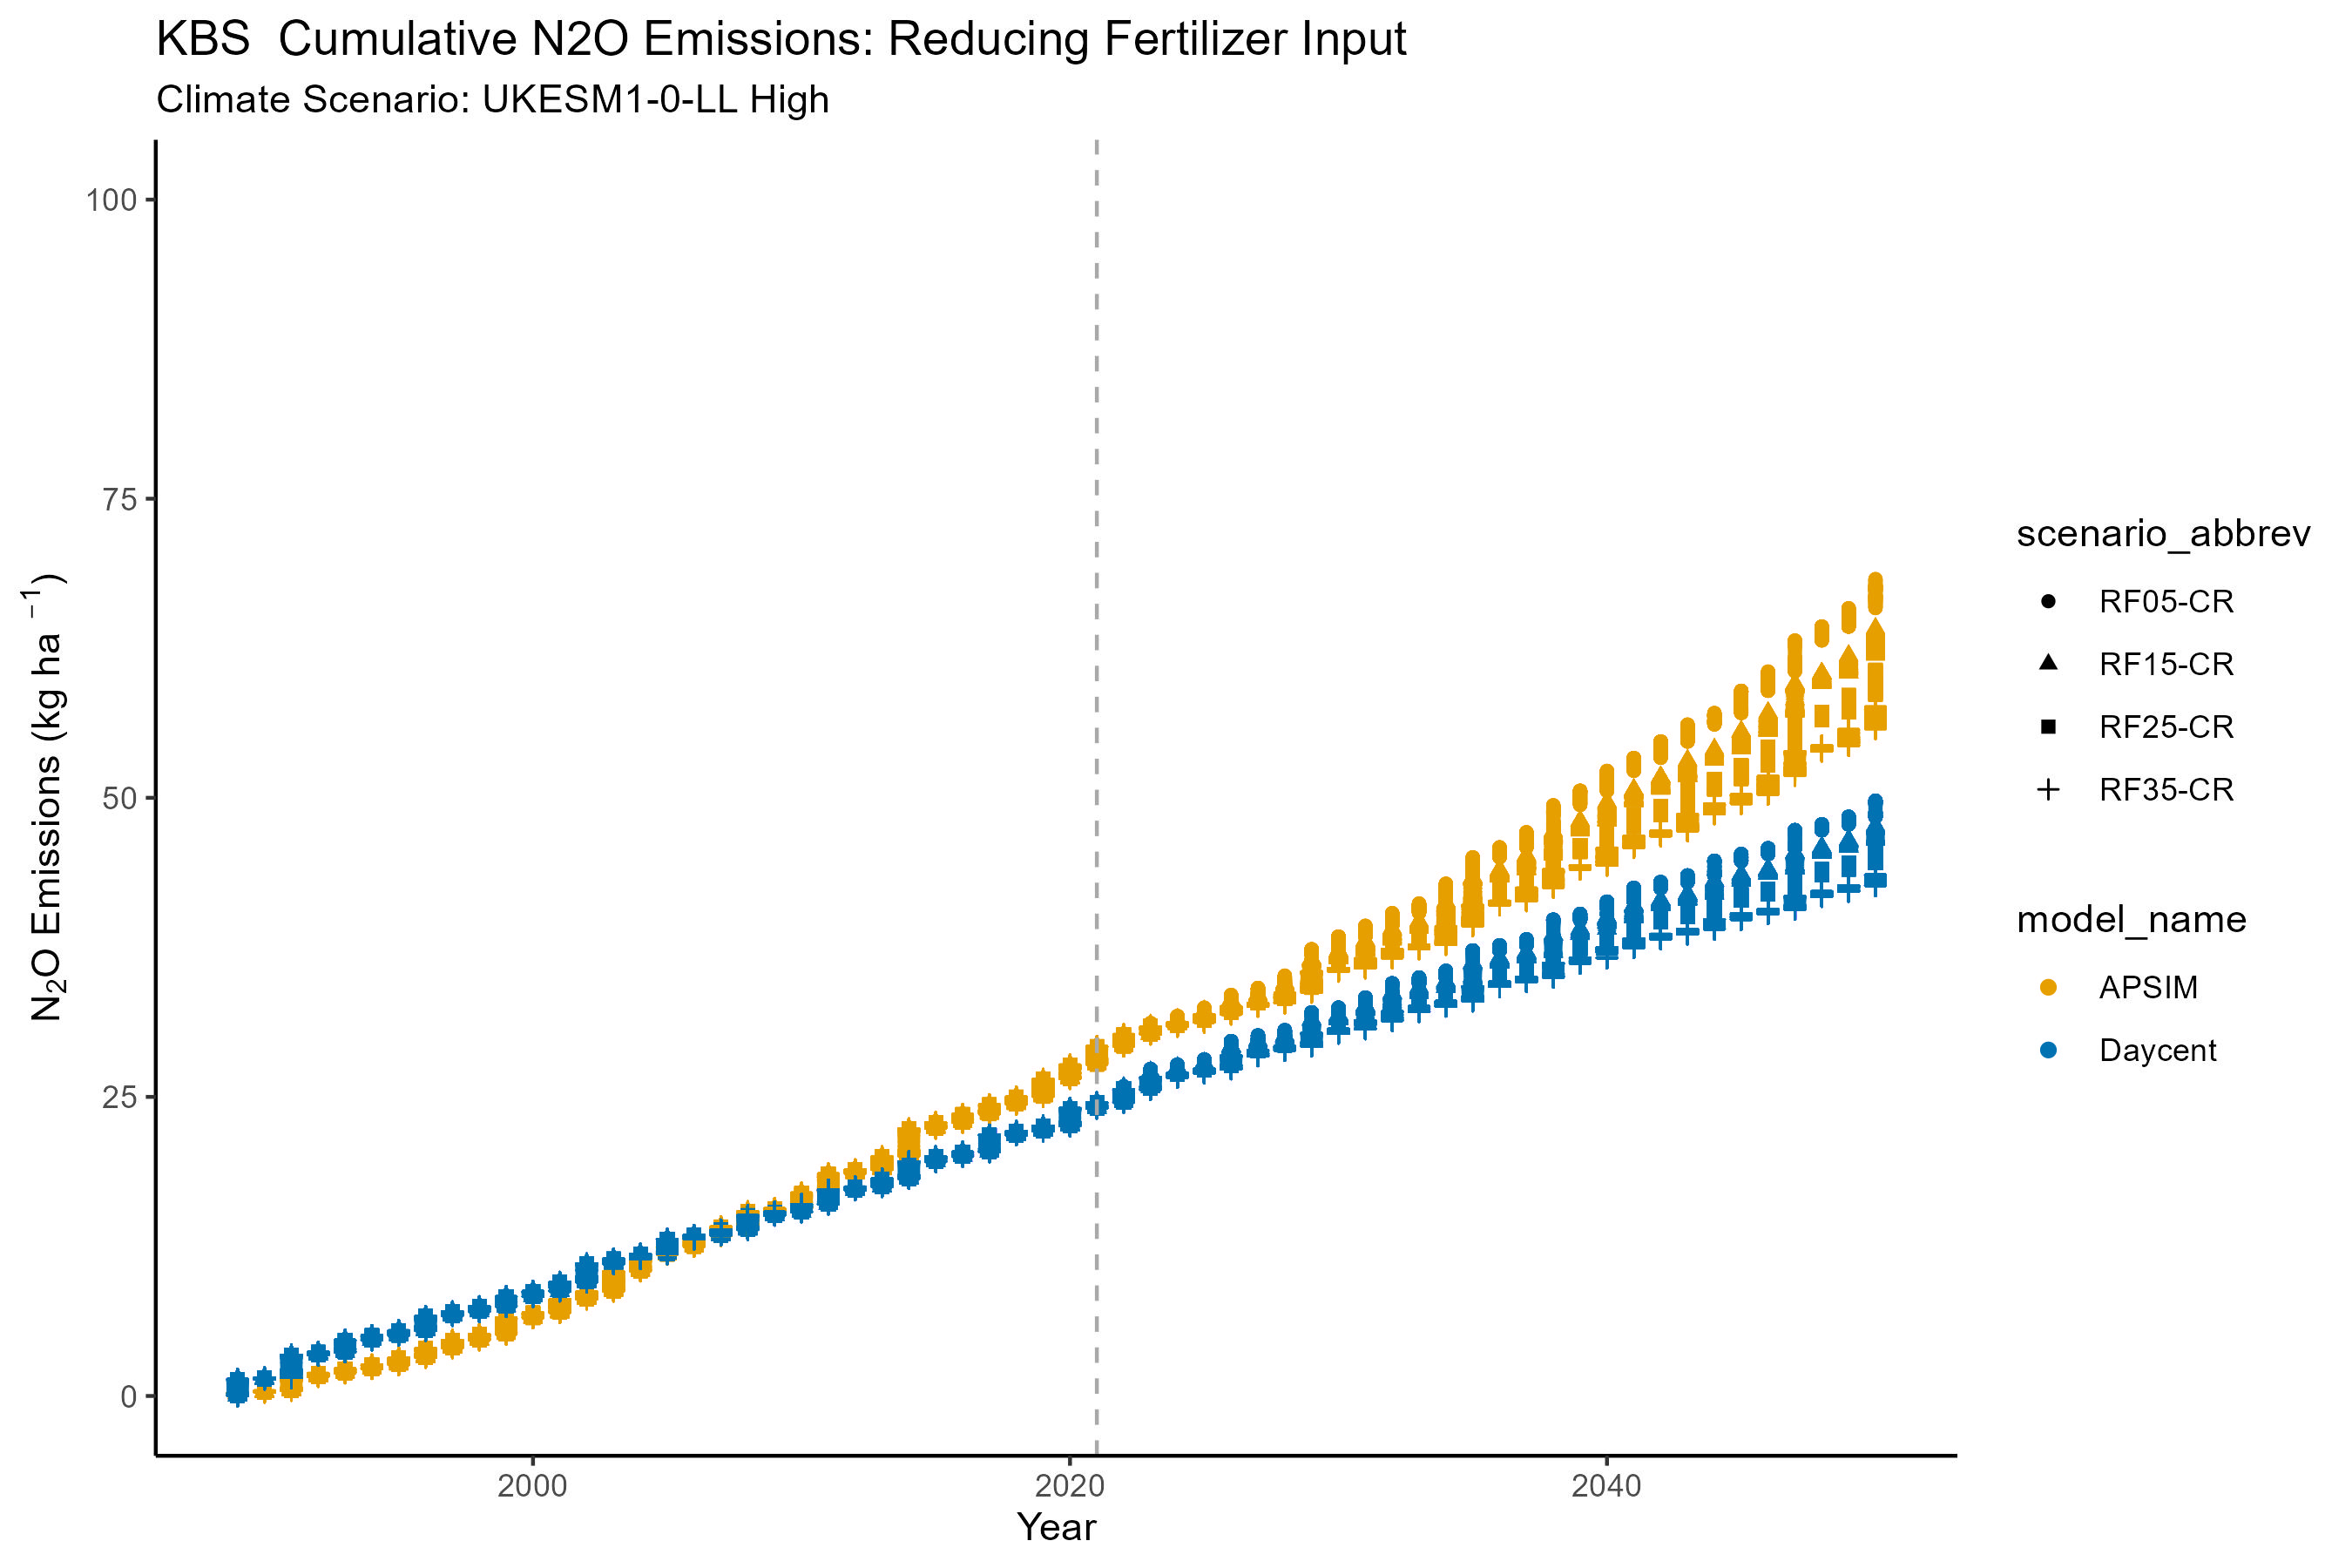 KBS  Cumulative N2O Emissions: Reducing Fertilizer Input
Climate Scenario: UKESM1-0-LL High
N₂O Emissions (kg ha ⁻¹)
100
75
50
25
0
2000
2020
2040
Year
scenario_abbrev
RF05-CR
RF15-CR
RF25-CR
RF35-CR
model_name
APSIM
Daycent